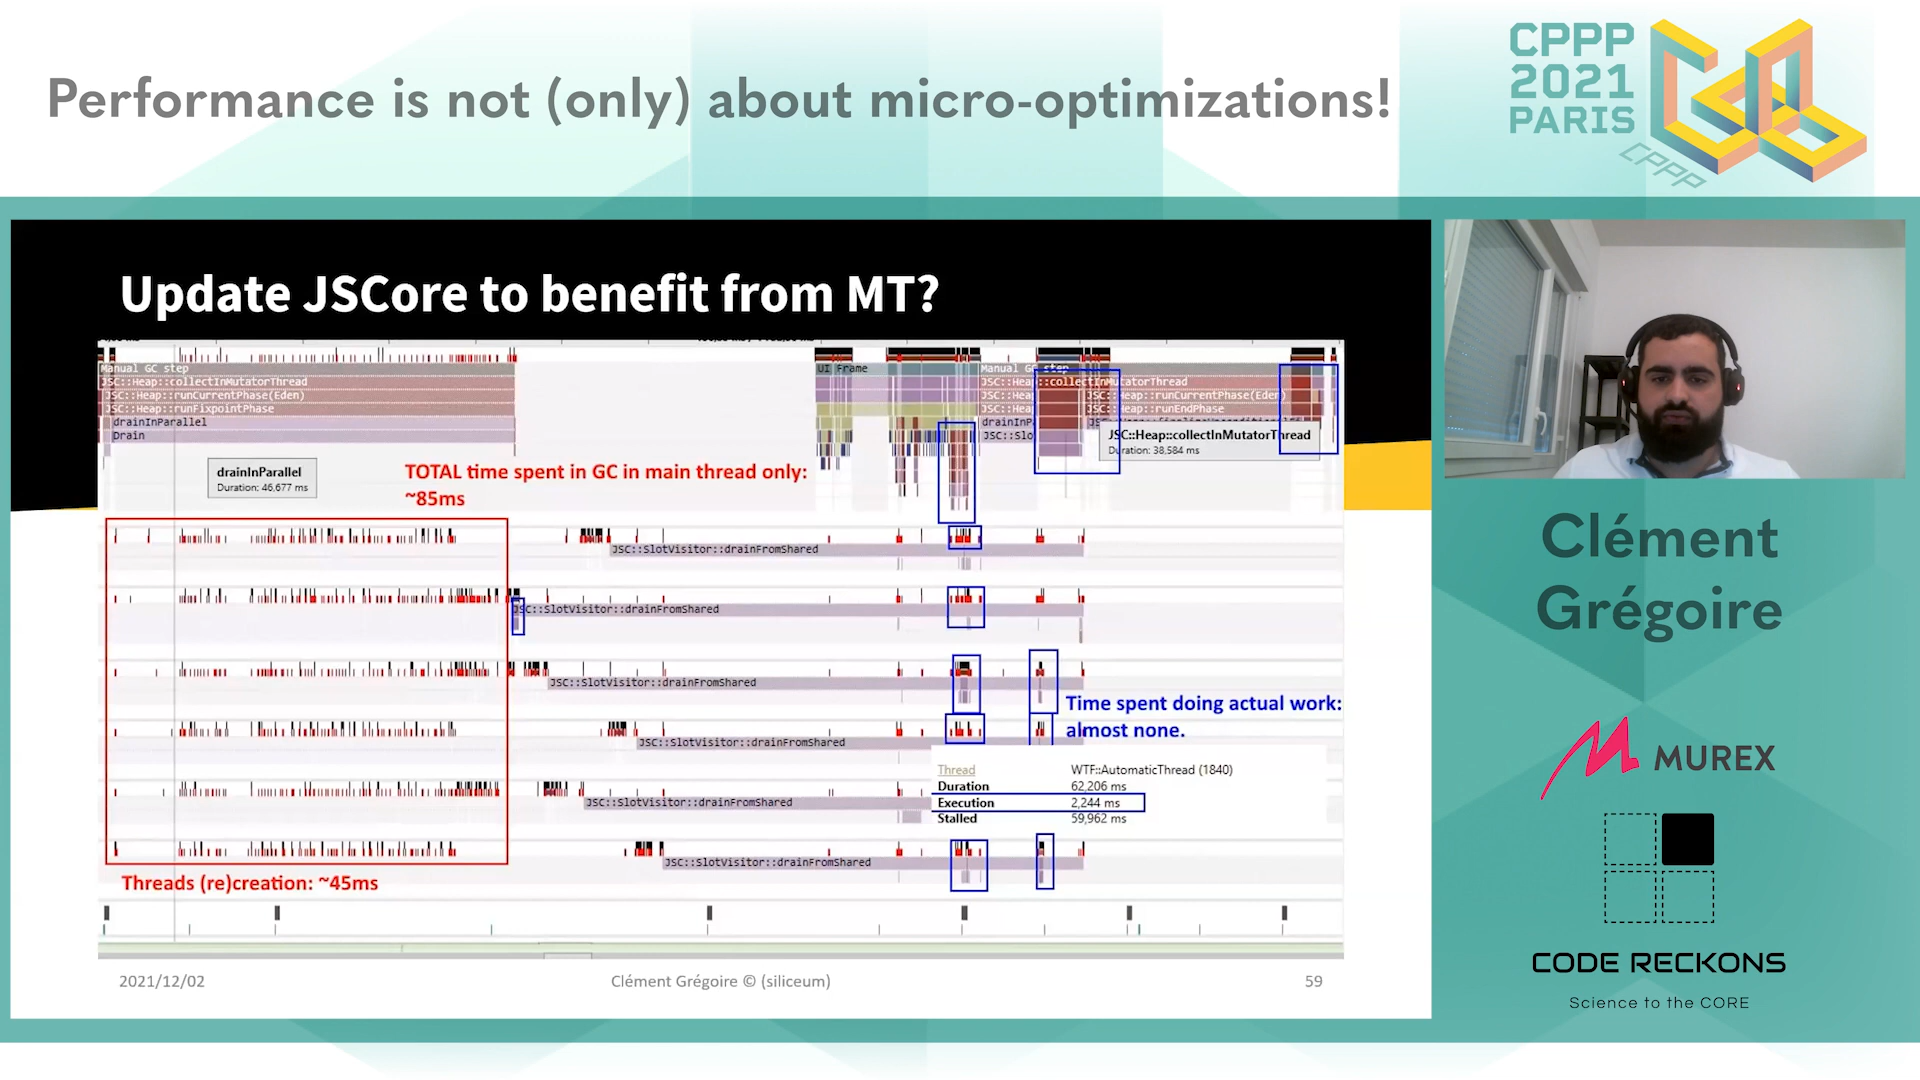 Performance is not (only) about micro-optimizations!
CPPP
2021
PARIS
CPPP
Update JSCore to benefit from MT?
Manual GC step
JSC::Heap::collectInMutatorThread
JSC::Heap::runCurrentPhase(Eden)
JSC::Heap::runFixpointPhase
drainInParallel
Drain
UI Frame
Manual GC step
JSC::Heap::collectInMutatorThread
JSC::Heap::runCurrentPhase(Eden)
JSC::Heap::runEndPhase
drainInP
JSC::Slo
JSC::Heap::collectInMutatorThread
Duration: 38,584 ms
drainInParallel
Duration: 46,677 ms
TOTAL time spent in GC in main thread only:
~85ms
JSC::SlotVisitor::drainFromShared
JSC::SlotVisitor::drainFromShared
JSC::SlotVisitor::drainFromShared
Time spent doing actual work:
almost none.
JSC::SlotVisitor::drainFromShared
Thread WTF::AutomaticThread (1840)
Duration 62,206 ms
Execution 2,244 ms
Stalled 59,962 ms
JSC::SlotVisitor::drainFromShared
JSC::SlotVisitor::drainFromShared
Threads (re)creation: ~45ms
2021/12/02
Clément Grégoire © (siliceum)
59
Clément
Grégoire
MUREX
CODE RECKONS
Science to the CORE